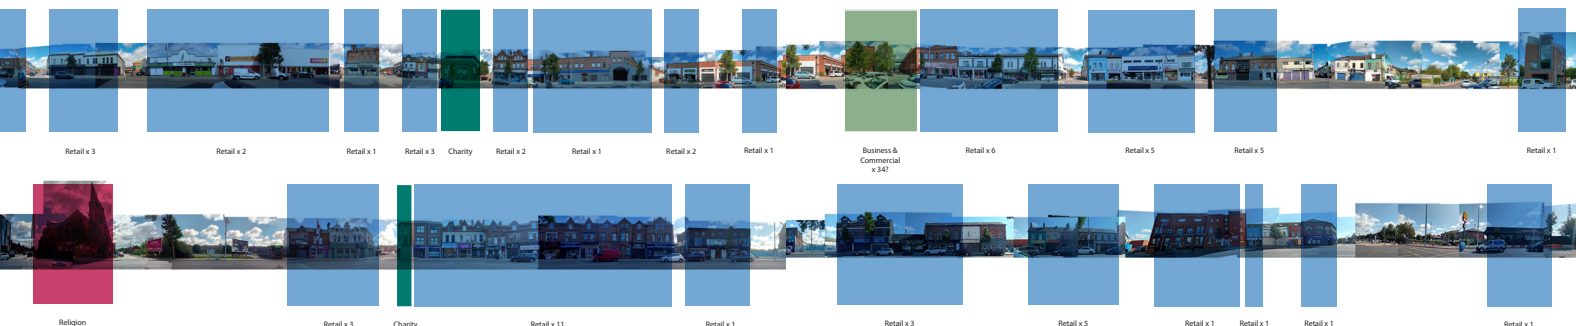 Retail x 3
Retail x 2
Retail x 1
Retail x 3
Charity
Retail x 2
Retail x 1
Retail x 2
Retail x 1
Business &
Commercial
x 34?
Retail x 6
Retail x 5
Retail x 5
Retail x 1
Religion
Retail x 3
Charity
Retail x 11
Retail x 1
Retail x 3
Retail x 5
Retail x 1
Retail x 1
Retail x 1
Retail x 1